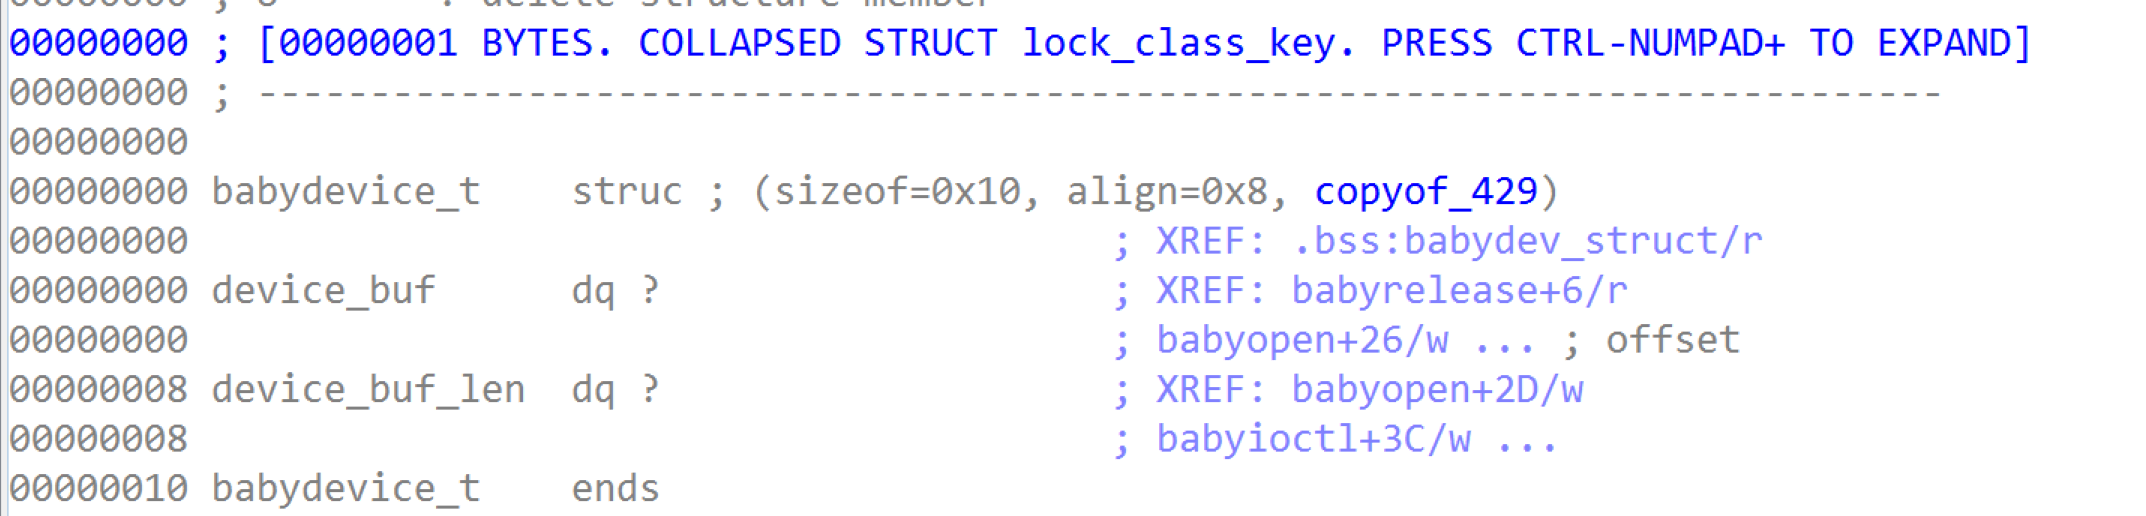 00000000 ; [00000001 BYTES. COLLAPSED STRUCT lock_class_key. PRESS CTRL-NUMPAD+ TO EXPAND]
00000000 ; ---------------------------------------------------------------------------
00000000
00000000 babydevice_t    struc ; (sizeof=0x10, align=0x8, copyof_429)
00000000                                         ; XREF: .bss:babydev_struct/r
00000000 device_buf      dq ?                    ; XREF: babyrelease+6/r
00000000                                         ; babyopen+26/w ... ; offset
00000008 device_buf_len  dq ?                    ; XREF: babyopen+2D/w
00000008                                         ; babyioctl+3C/w ...
00000010 babydevice_t    ends